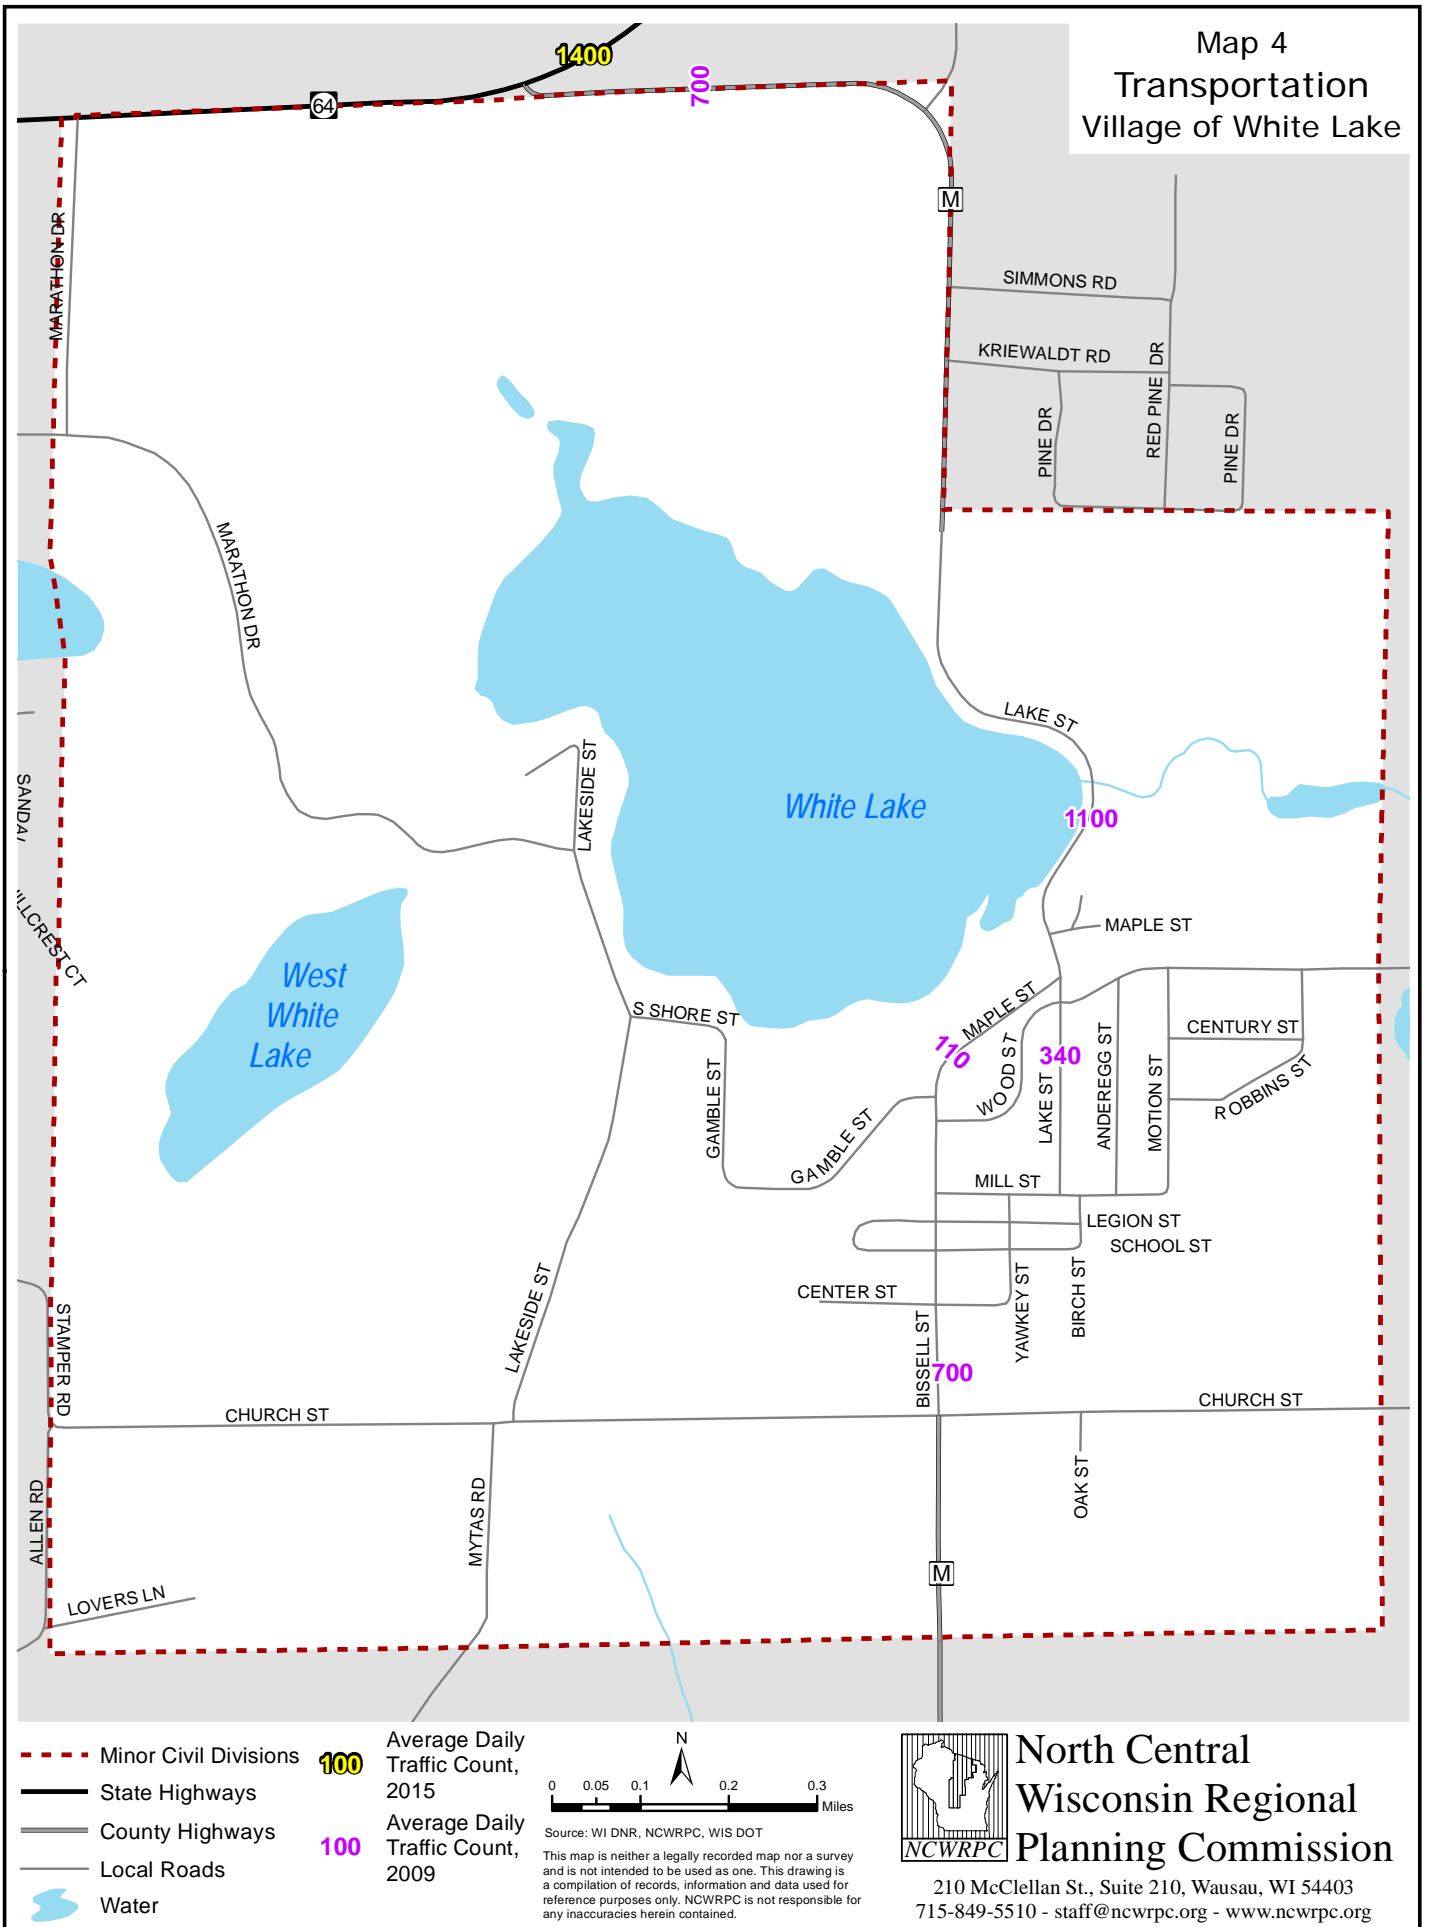 Map 4
Transportation
Village of White Lake
1400
700
64
M
MARATHON DR
SIMMONS RD
KRIEWALDT RD
RED PINE DR
PINE DR
PINE DR
MARATHON DR
LAKE ST
LAKESIDE ST
White Lake
1100
SANDA
ILLCREST CT
MAPLE ST
West
White
Lake
S SHORE ST
MAPLE ST
110
WOOD ST
340
LAKE ST
ANDEREGG ST
MOTION ST
CENTURY ST
ROBBINS ST
GAMBLE ST
GAMBLE ST
MILL ST
LEGION ST
SCHOOL ST
CENTER ST
YAWKEY ST
BIRCH ST
BISSELL ST
700
LAKESIDE ST
STAMPER RD
CHURCH ST
CHURCH ST
OAK ST
ALLEN RD
MYTAS RD
M
LOVERS LN
Minor Civil Divisions
State Highways
County Highways
Local Roads
Water
100
Average Daily
Traffic Count,
2015
100
Average Daily
Traffic Count,
2009
N
0 0.05 0.1 0.2 0.3
Miles
Source: WI DNR, NCWRPC, WIS DOT
This map is neither a legally recorded map nor a survey
and is not intended to be used as one. This drawing is
a compilation of records, information and data used for
reference purposes only. NCWRPC is not responsible for
any inaccuracies herein contained.
NCWRPC
North Central
Wisconsin Regional
Planning Commission
210 McClellan St., Suite 210, Wausau, WI 54403
715-849-5510 - staff@ncwrpc.org - www.ncwrpc.org